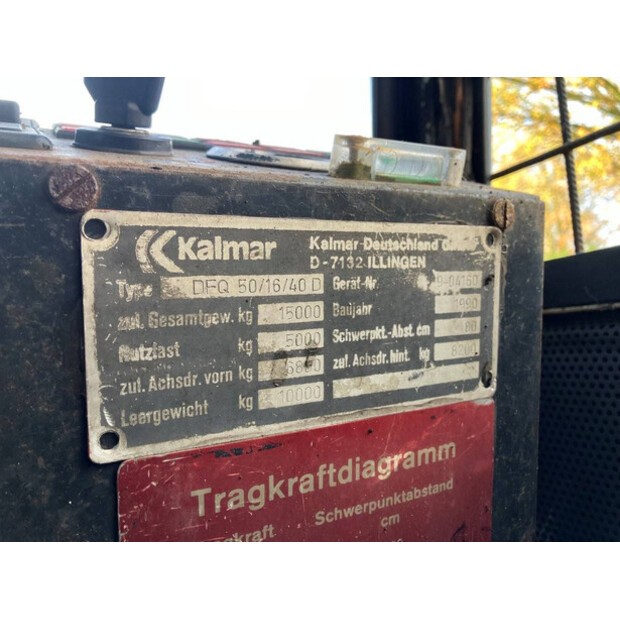 Kalmar
Kalmar Deutschland
D-7132 ILLINGEN
Type DFQ 50/16/40 D
Gerät-Nr.
zul. Gesamtgew. kg 15000
Baujahr 1990
Nutzlast kg 5000
Schwerpkt.-Abst. cm
zul. Achsdr. vorn kg
zul. Achsdr. hint. kg
Leergewicht kg 10000
Tragkraftdiagramm
Schwerpunktabstand
cm